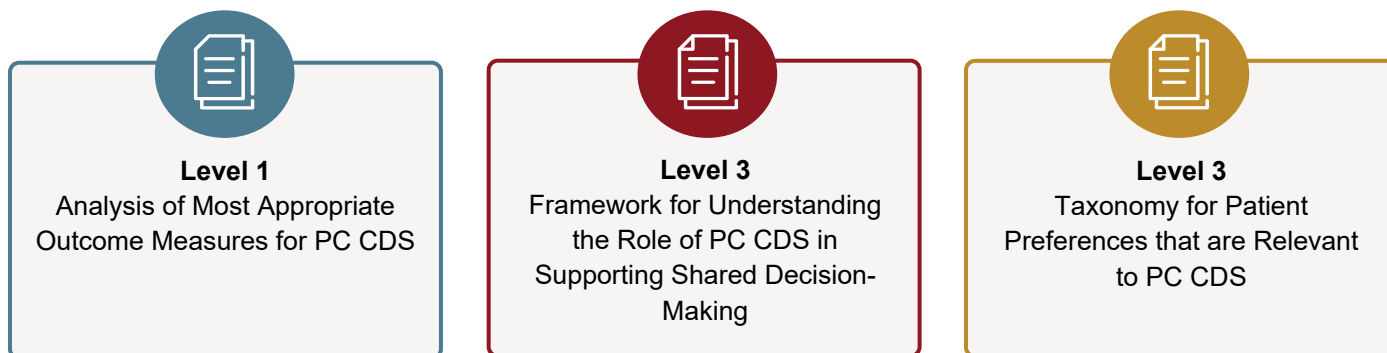 Level 1
Analysis of Most Appropriate
Outcome Measures for PC CDS
Level 3
Framework for Understanding
the Role of PC CDS in
Supporting Shared Decision-
Making
Level 3
Taxonomy for Patient
Preferences that are Relevant
to PC CDS